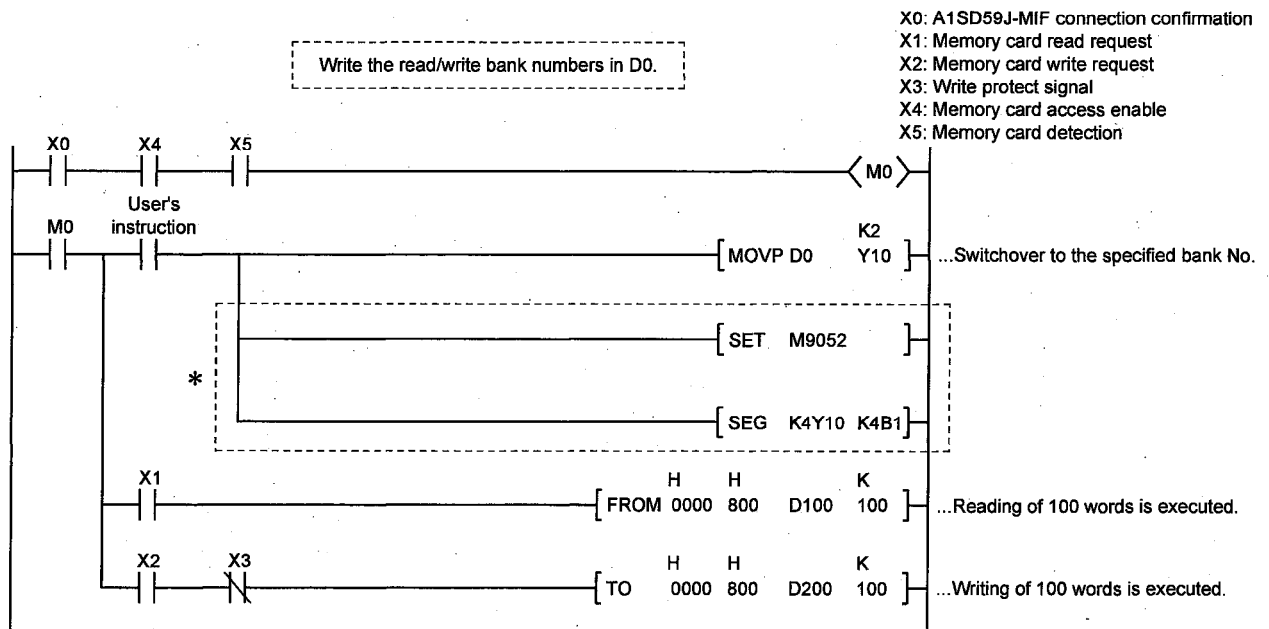 X0: A1SD59J-MIF connection confirmation
X1: Memory card read request
X2: Memory card write request
X3: Write protect signal
X4: Memory card access enable
X5: Memory card detection
Write the read/write bank numbers in D0.
X0 X4 X5
M0
User's
M0 instruction
K2
MOVP D0 Y10 ...Switchover to the specified bank No.
SET M9052
*
SEG K4Y10 K4B1
X1 H H K
FROM 0000 800 D100 100 ...Reading of 100 words is executed.
X2 X3 H H K
TO 0000 800 D200 100 ...Writing of 100 words is executed.